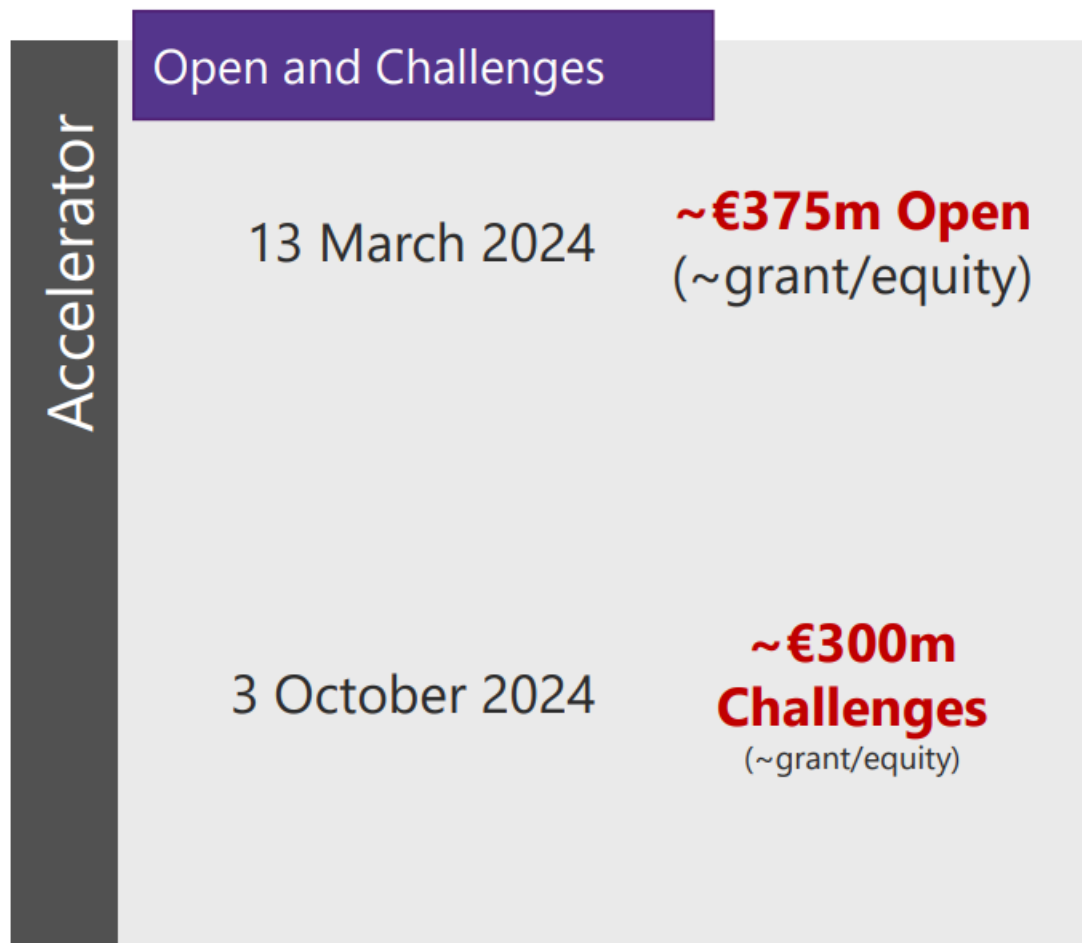 Open and Challenges
Accelerator
13 March 2024
~€375m Open
(~grant/equity)
3 October 2024
~€300m
Challenges
(~grant/equity)